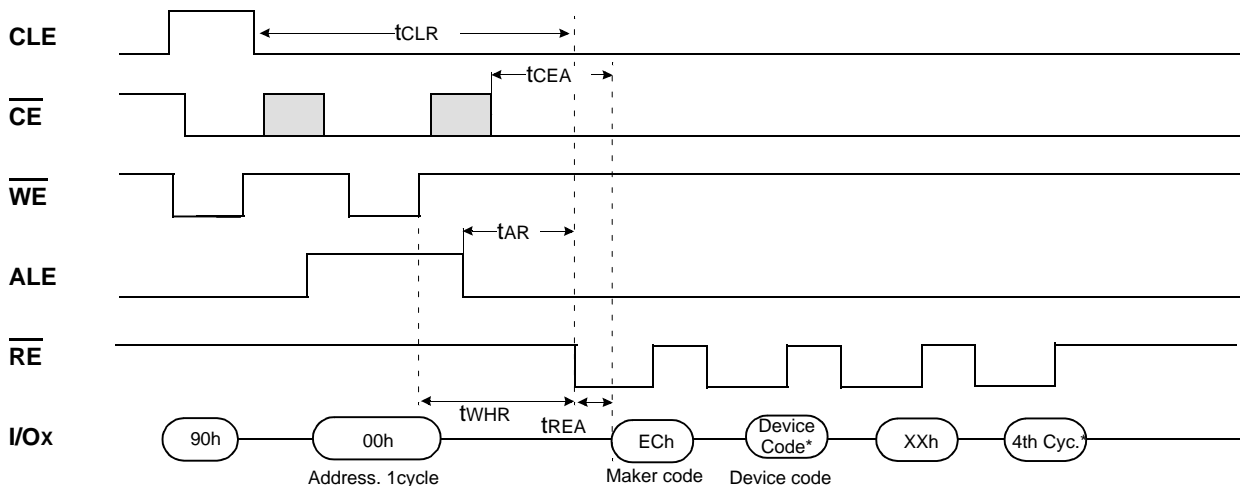 CLE
tCLR
tCEA
CE
WE
tAR
ALE
RE
tWHR
tREA
I/Ox
90h
00h
ECh
Device
Code*
XXh
4th Cyc.*
Address. 1cycle
Maker code
Device code